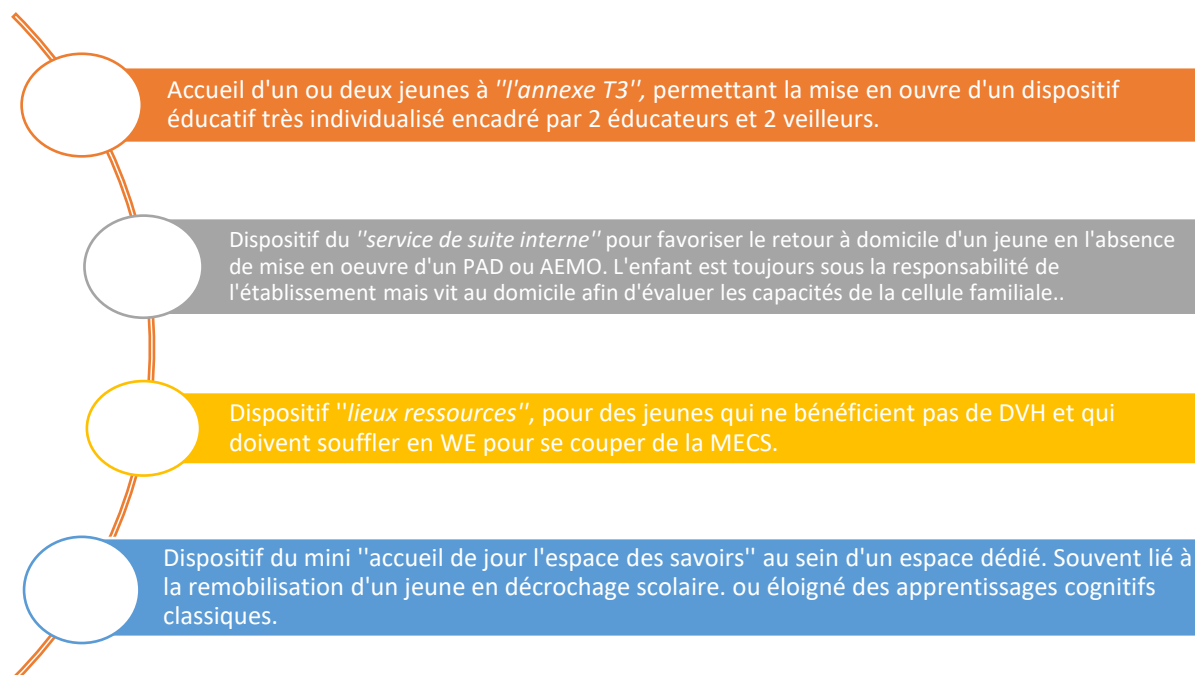 Accueil d'un ou deux jeunes à ''l'annexe T3'', permettant la mise en ouvre d'un dispositif
éducatif très individualisé encadré par 2 éducateurs et 2 veilleurs.
Dispositif du ''service de suite interne'' pour favoriser le retour à domicile d'un jeune en l'absence
de mise en oeuvre d'un PAD ou AEMO. L'enfant est toujours sous la responsabilité de
l'établissement mais vit au domicile afin d'évaluer les capacités de la cellule familiale..
Dispositif ''lieux ressources'', pour des jeunes qui ne bénéficient pas de DVH et qui
doivent souffler en WE pour se couper de la MECS.
Dispositif du mini ''accueil de jour l'espace des savoirs'' au sein d'un espace dédié. Souvent lié à
la remobilisation d'un jeune en décrochage scolaire. ou éloigné des apprentissages cognitifs
classiques.